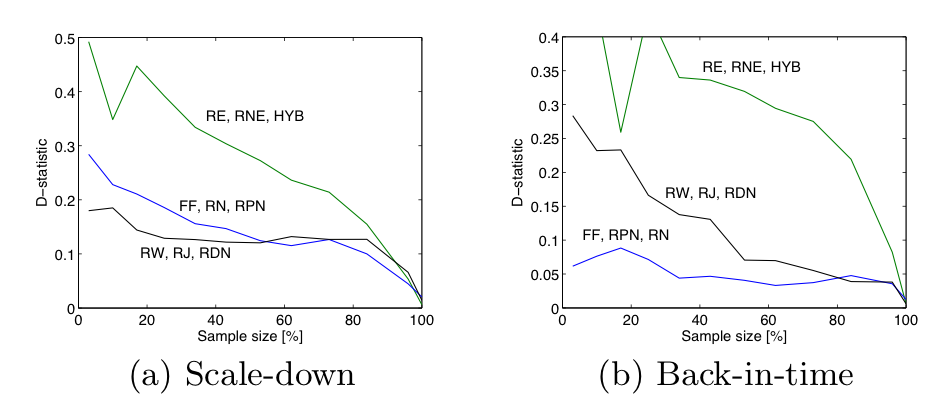 0.5
0.4
0.3
0.2
0.1
0
D-statistic
RE, RNE, HYB
FF, RN, RPN
RW, RJ, RDN
0 20 40 60 80 100
Sample size [%]
(a) Scale-down
0.4
0.35
0.3
0.25
0.2
0.15
0.1
0.05
0
D-statistic
RE, RNE, HYB
RW, RJ, RDN
FF, RPN, RN
0 20 40 60 80 100
Sample size [%]
(b) Back-in-time